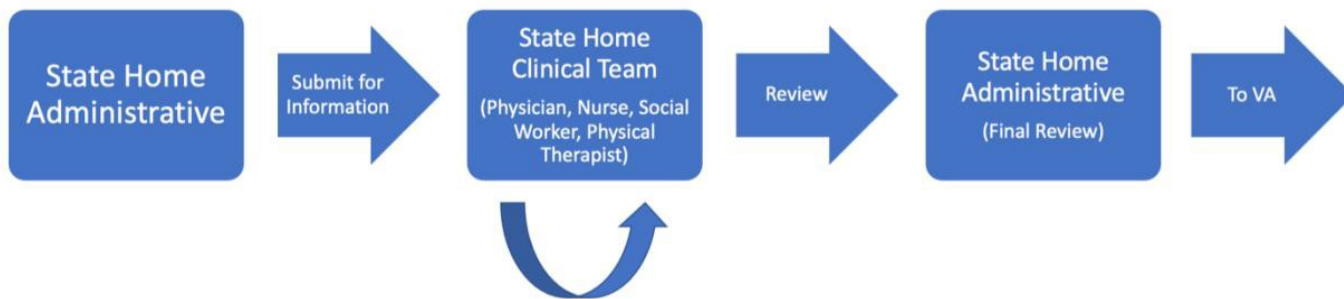 State Home
Administrative
Submit for
Information
State Home
Clinical Team
(Physician, Nurse, Social
Worker, Physical
Therapist)
Review
State Home
Administrative
(Final Review)
To VA